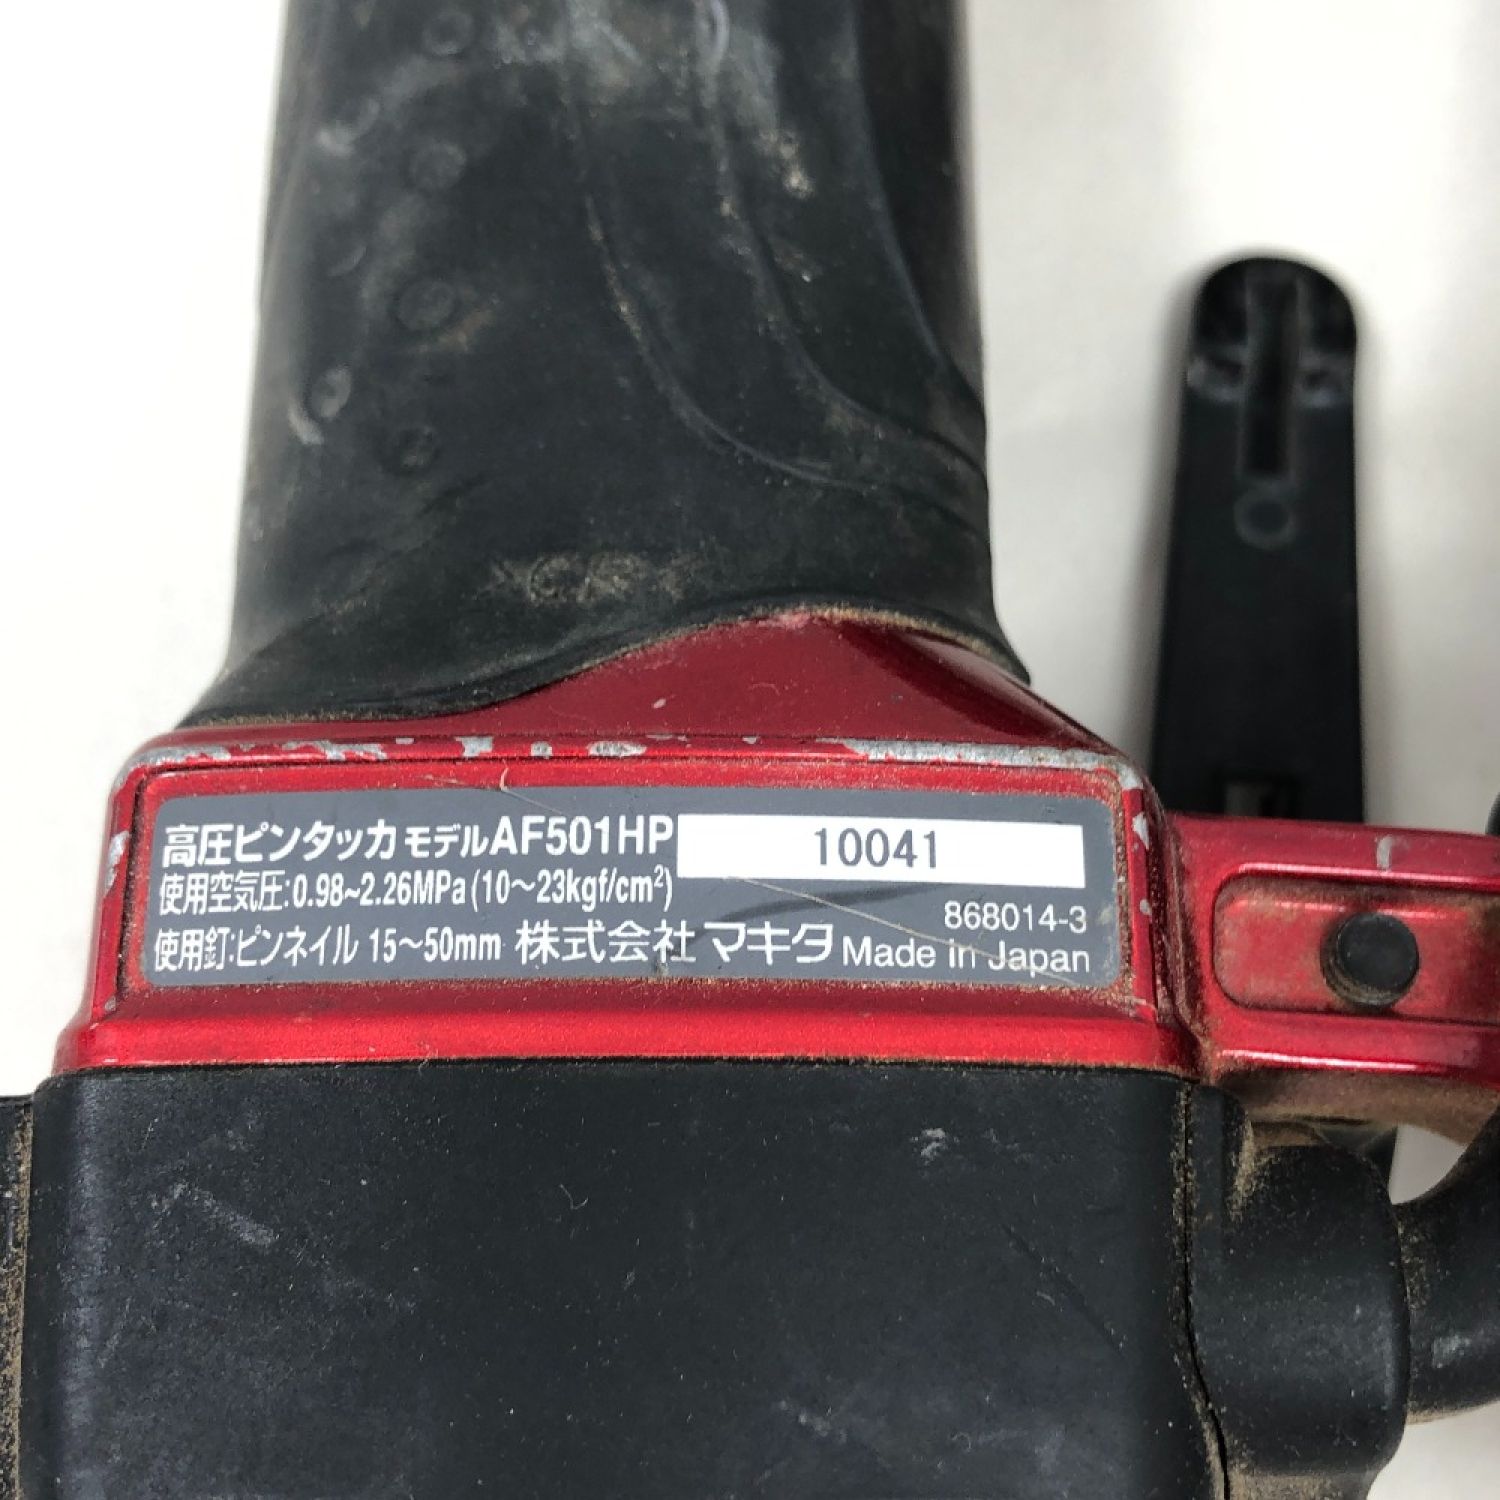 高圧ピンタッカ モデルAF501HP 10041
使用空気圧:0.98~2.26MPa(10〜23kgf/cm²)
868014-3
使用釘:ピンネイル 15〜50mm 株式会社マキタ Made in Japan